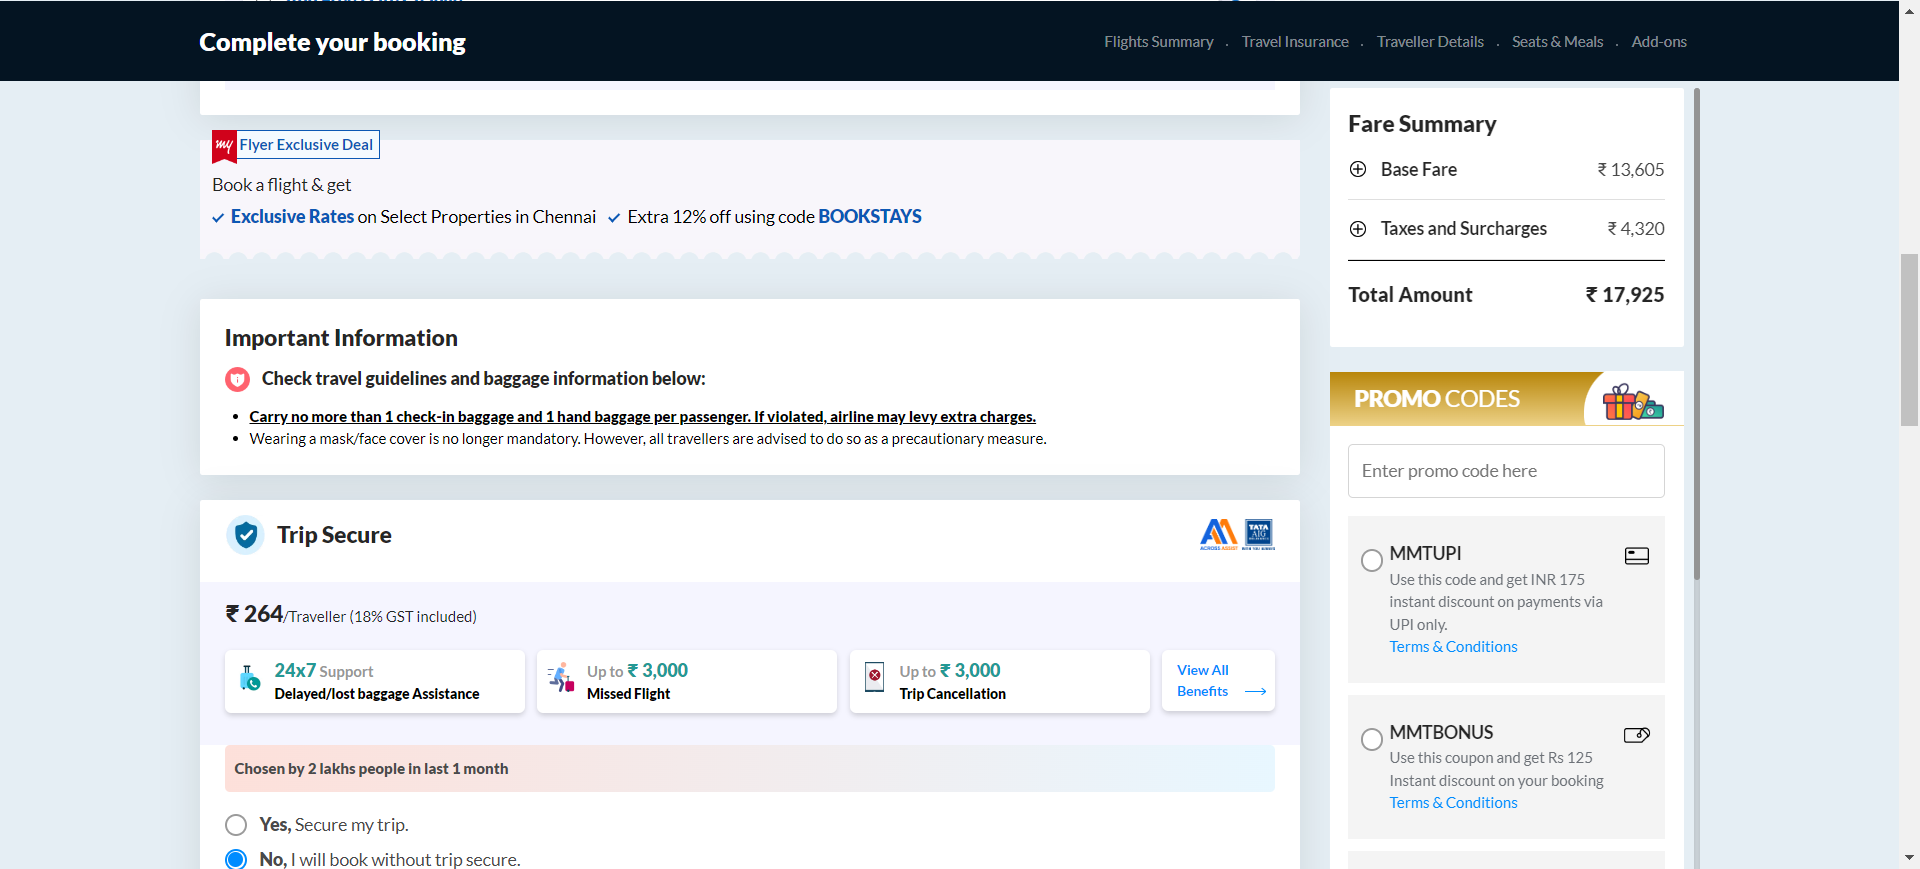 Complete your booking
Flights Summary . Travel Insurance . Traveller Details . Seats & Meals . Add-ons
my Flyer Exclusive Deal
Book a flight & get
Exclusive Rates on Select Properties in Chennai Extra 12% off using code BOOKSTAYS
Important Information
Check travel guidelines and baggage information below:
• Carry no more than 1 check-in baggage and 1 hand baggage per passenger. If violated, airline may levy extra charges.
• Wearing a mask/face cover is no longer mandatory. However, all travellers are advised to do so as a precautionary measure.
Trip Secure
ACROSS ASSIST
TATA
AIG
WITH YOU ALWAYS
₹ 264/Traveller (18% GST included)
24x7 Support
Delayed/lost baggage Assistance
Up to ₹ 3,000
Missed Flight
Up to ₹ 3,000
Trip Cancellation
View All
Benefits
Chosen by 2 lakhs people in last 1 month
Yes, Secure my trip.
No, I will book without trip secure.
Fare Summary
Base Fare ₹ 13,605
Taxes and Surcharges ₹ 4,320
Total Amount ₹ 17,925
PROMO CODES
Enter promo code here
MMTUPI
Use this code and get INR 175
instant discount on payments via
UPI only.
Terms & Conditions
MMTBONUS
Use this coupon and get Rs 125
Instant discount on your booking
Terms & Conditions